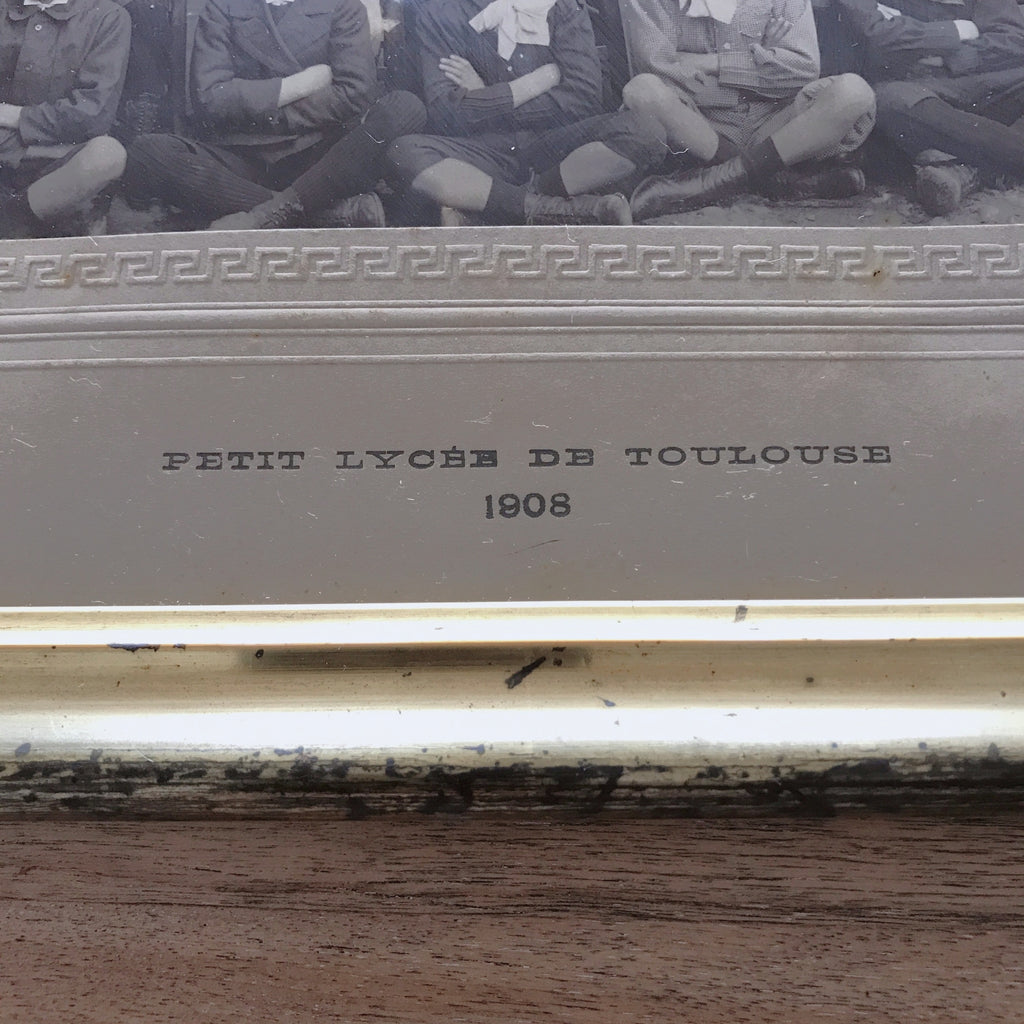 PETIT LYCÉE DE TOULOUSE
1908